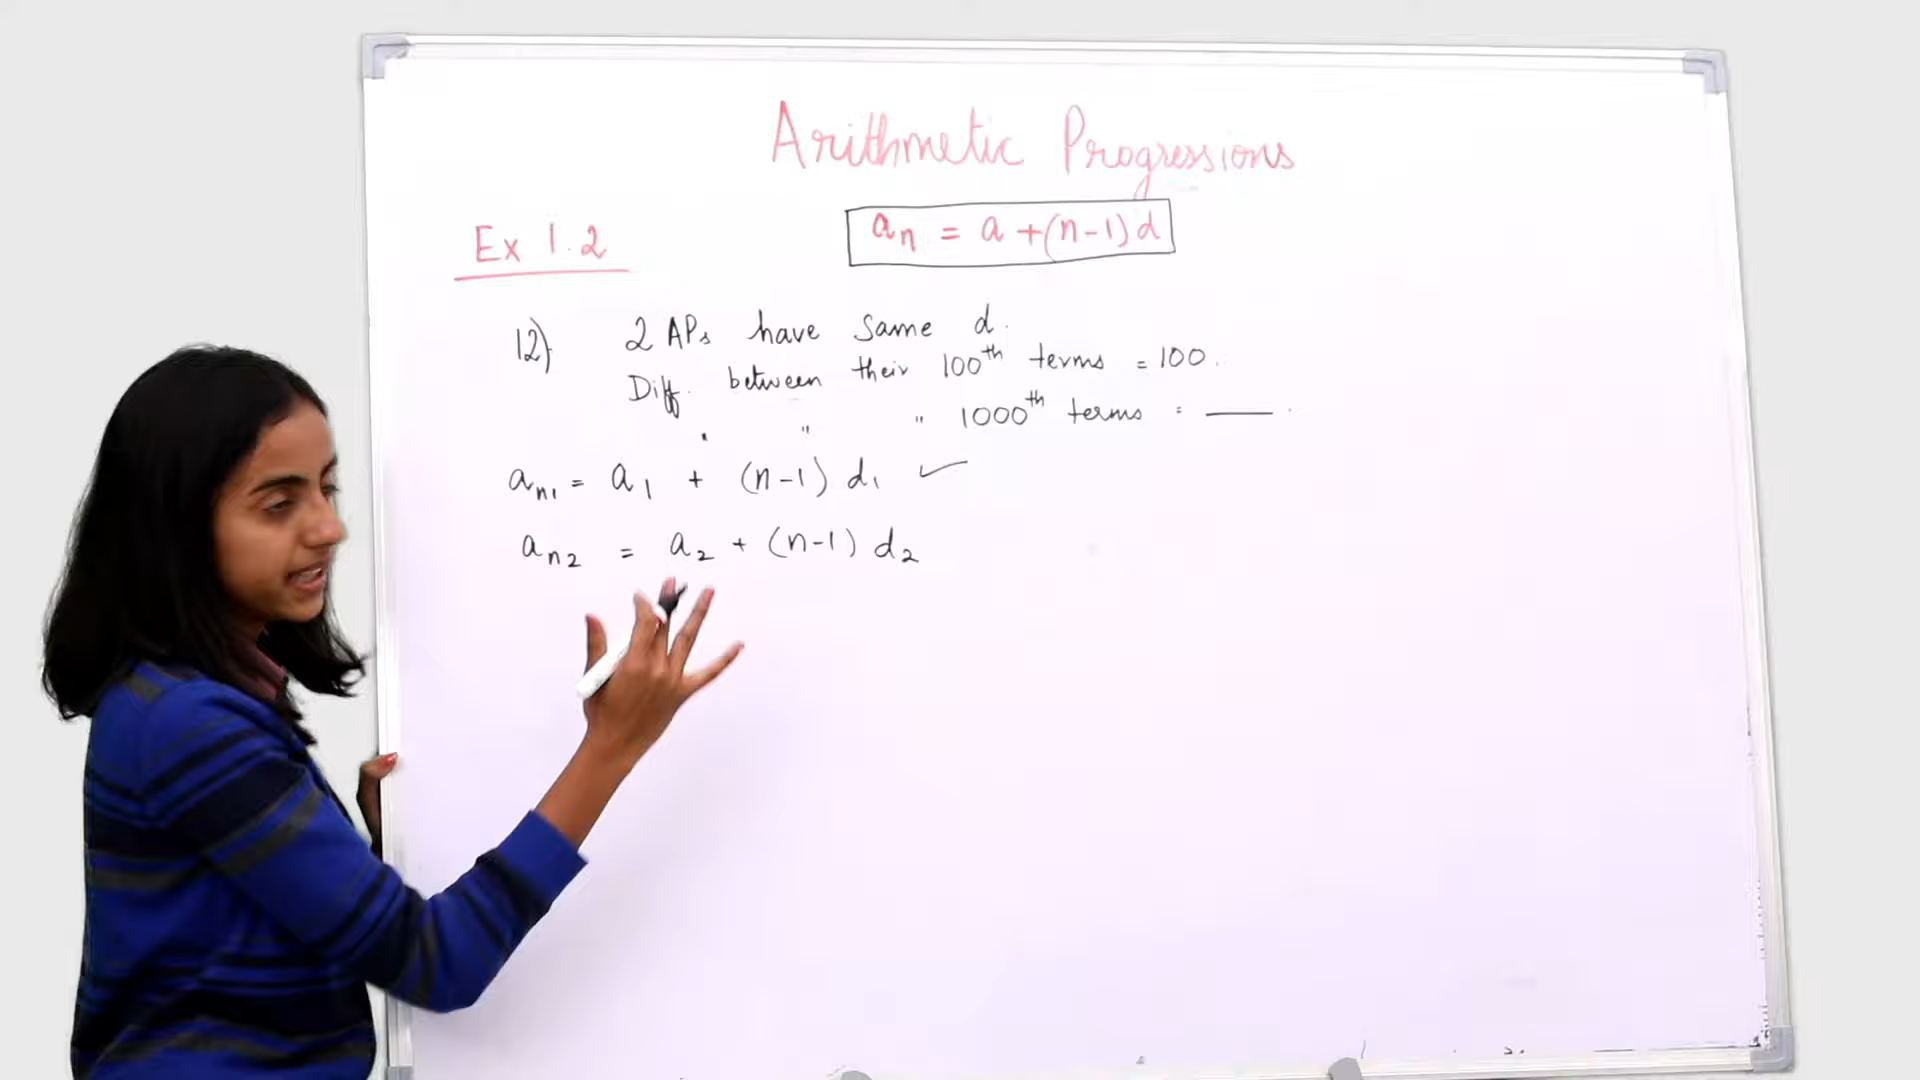 Arithmetic Progressions
Ex 1.2
an = a +(n-1)d
12) 2 APs have same d.
Diff. between their 100th terms = 100.
" " " 1000th terms = ___.
an1 = a1 + (n-1) d1 ✓
an2 = a2 + (n-1) d2